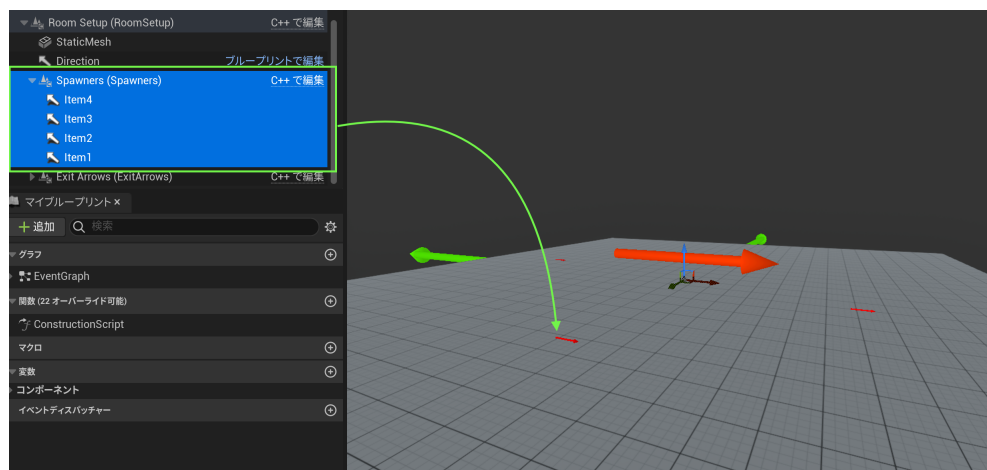 Room Setup (RoomSetup) C++ で編集
StaticMesh
Direction ブループリントで編集
Spawners (Spawners) C++ で編集
Item4
Item3
Item2
Item1
Exit Arrows (ExitArrows) C++ で編集
マイブループリント ×
+ 追加 検索
グラフ
EventGraph
関数 (22 オーバーライド可能)
ConstructionScript
マクロ
変数
コンポーネント
イベントディスパッチャー